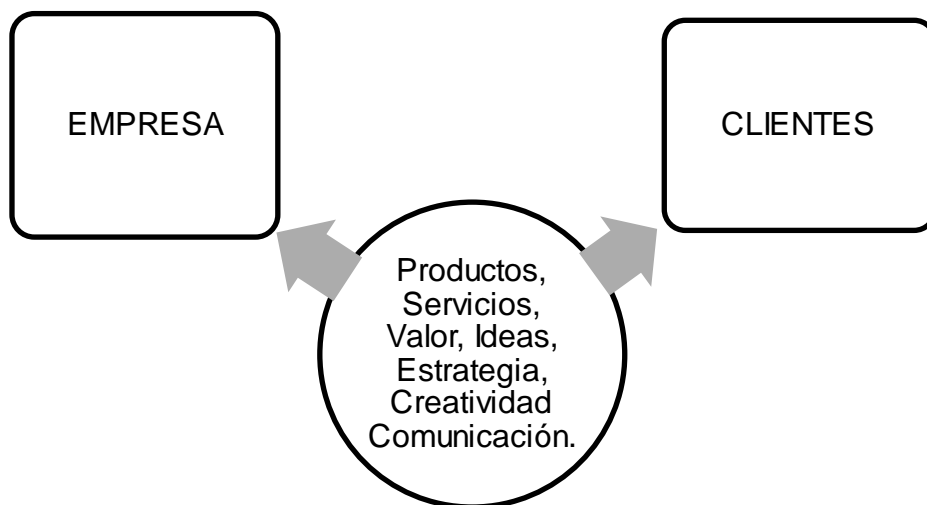 EMPRESA
CLIENTES
Productos,
Servicios,
Valor, Ideas,
Estrategia,
Creatividad
Comunicación.